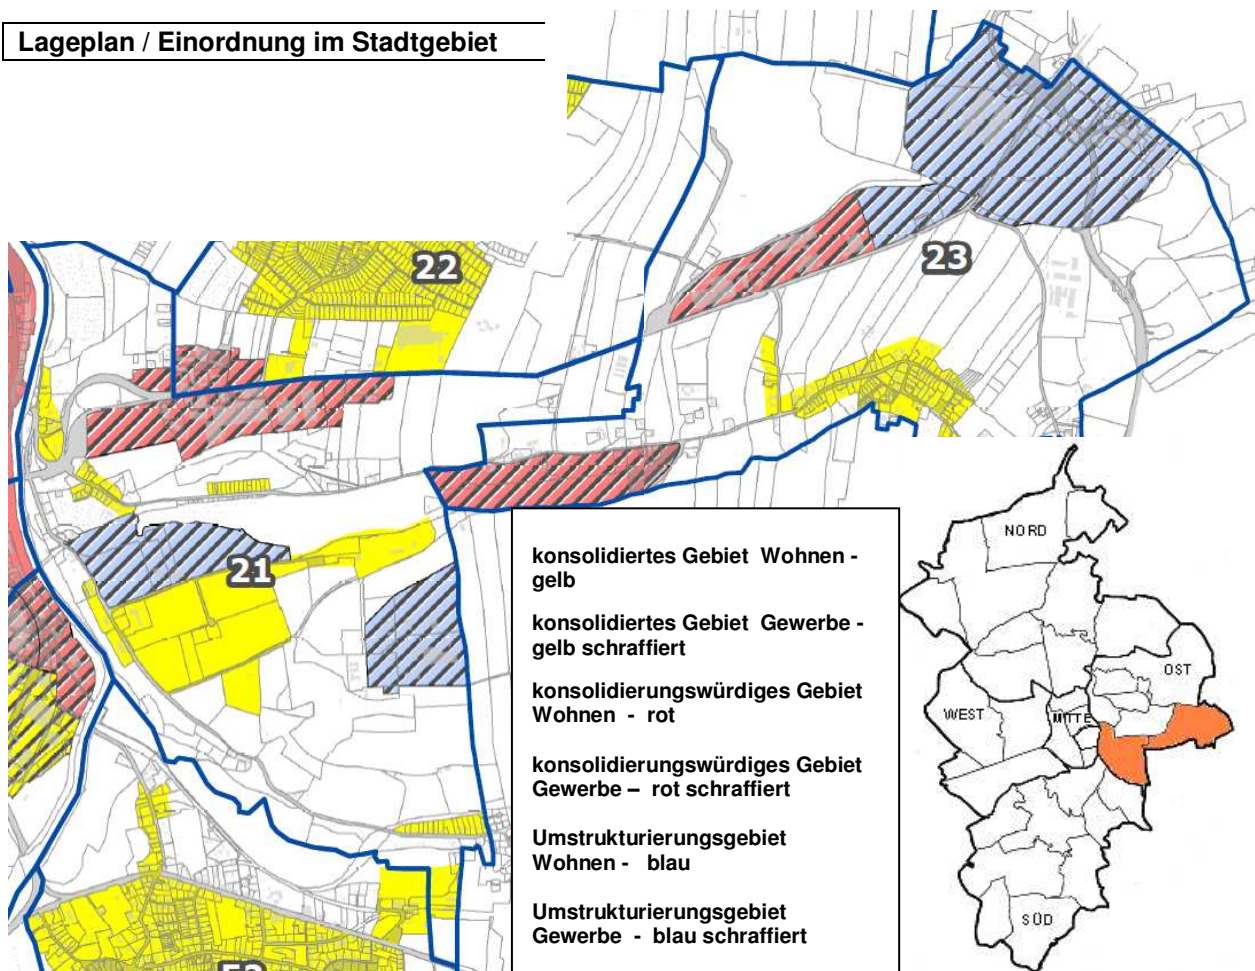 Lageplan / Einordnung im Stadtgebiet
22
23
21
konsolidiertes Gebiet Wohnen -
gelb
konsolidiertes Gebiet Gewerbe -
gelb schraffiert
konsolidierungswürdiges Gebiet
Wohnen - rot
konsolidierungswürdiges Gebiet
Gewerbe – rot schraffiert
Umstrukturierungsgebiet
Wohnen - blau
Umstrukturierungsgebiet
Gewerbe - blau schraffiert
NORD
OST
WEST
MITTE
SÜD